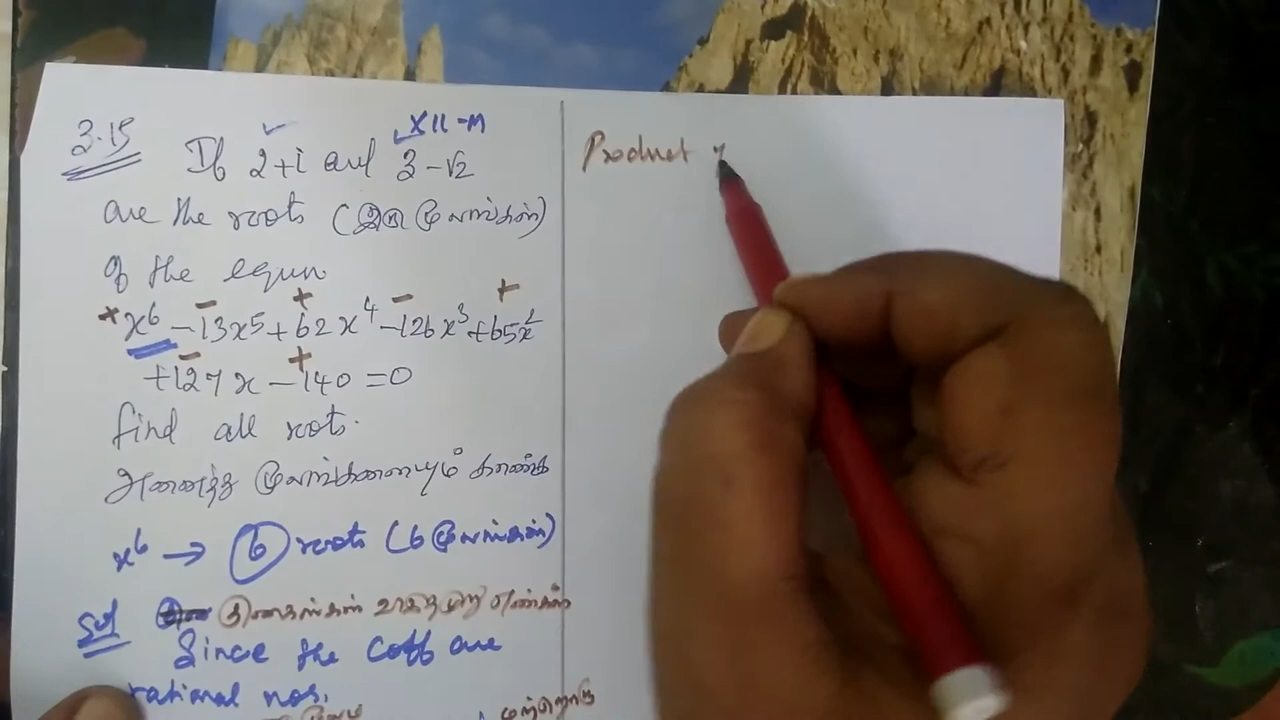 3.15 If 2+i and 3-√2
XII-M
are the roots (இரு மூலங்கள்)
of the equn
x⁶ - 13x⁵ + 62x⁴ - 126x³ + 65x²
+ - + - +
+127x - 140 = 0
- +
find all roots.
அனைத்து மூலங்களையும் காண்க
x⁶ → 6 roots (6 மூலங்கள்)
Sol
Since the coeff are
rational nos.
Product